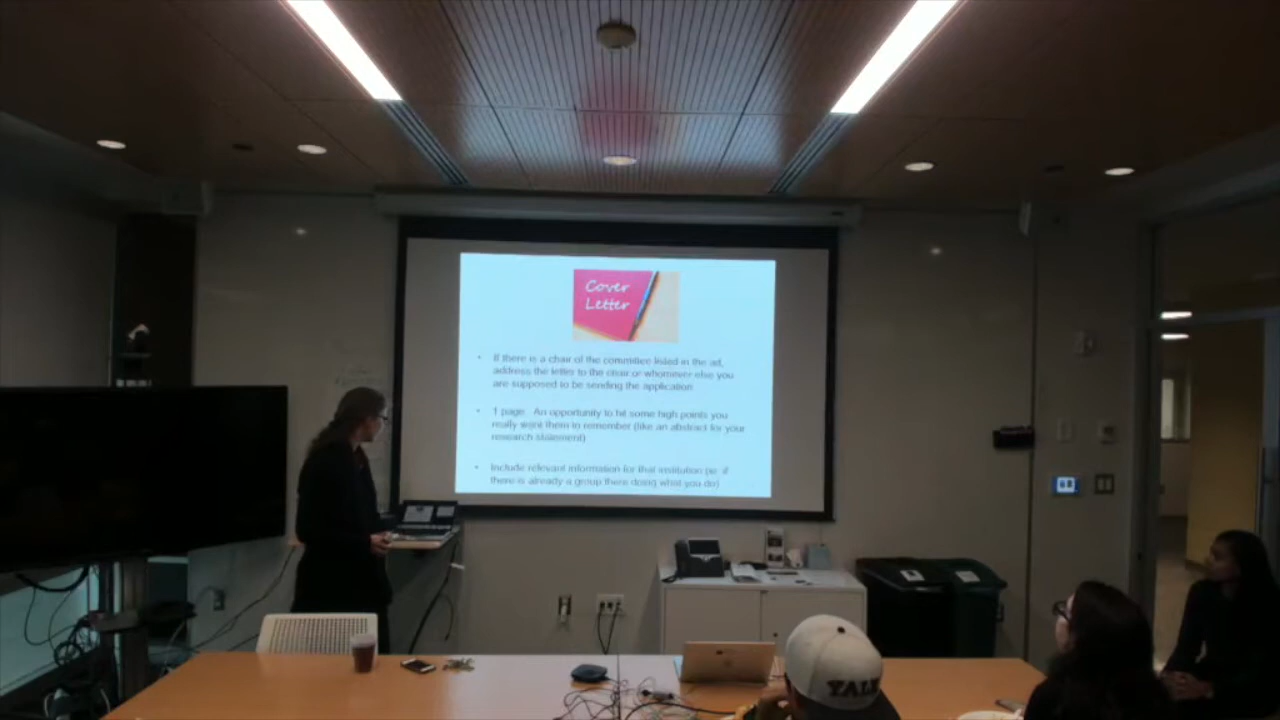 Cover
Letter
If there is a chair of the committee listed in the ad,
address the letter to the chair or whomever else you
are supposed to be sending the application
1 page. An opportunity to hit some high points you
really want them to remember (like an abstract for your
research statement)
Include relevant information for that institution (ie. if
there is already a group there doing what you do)
YALE